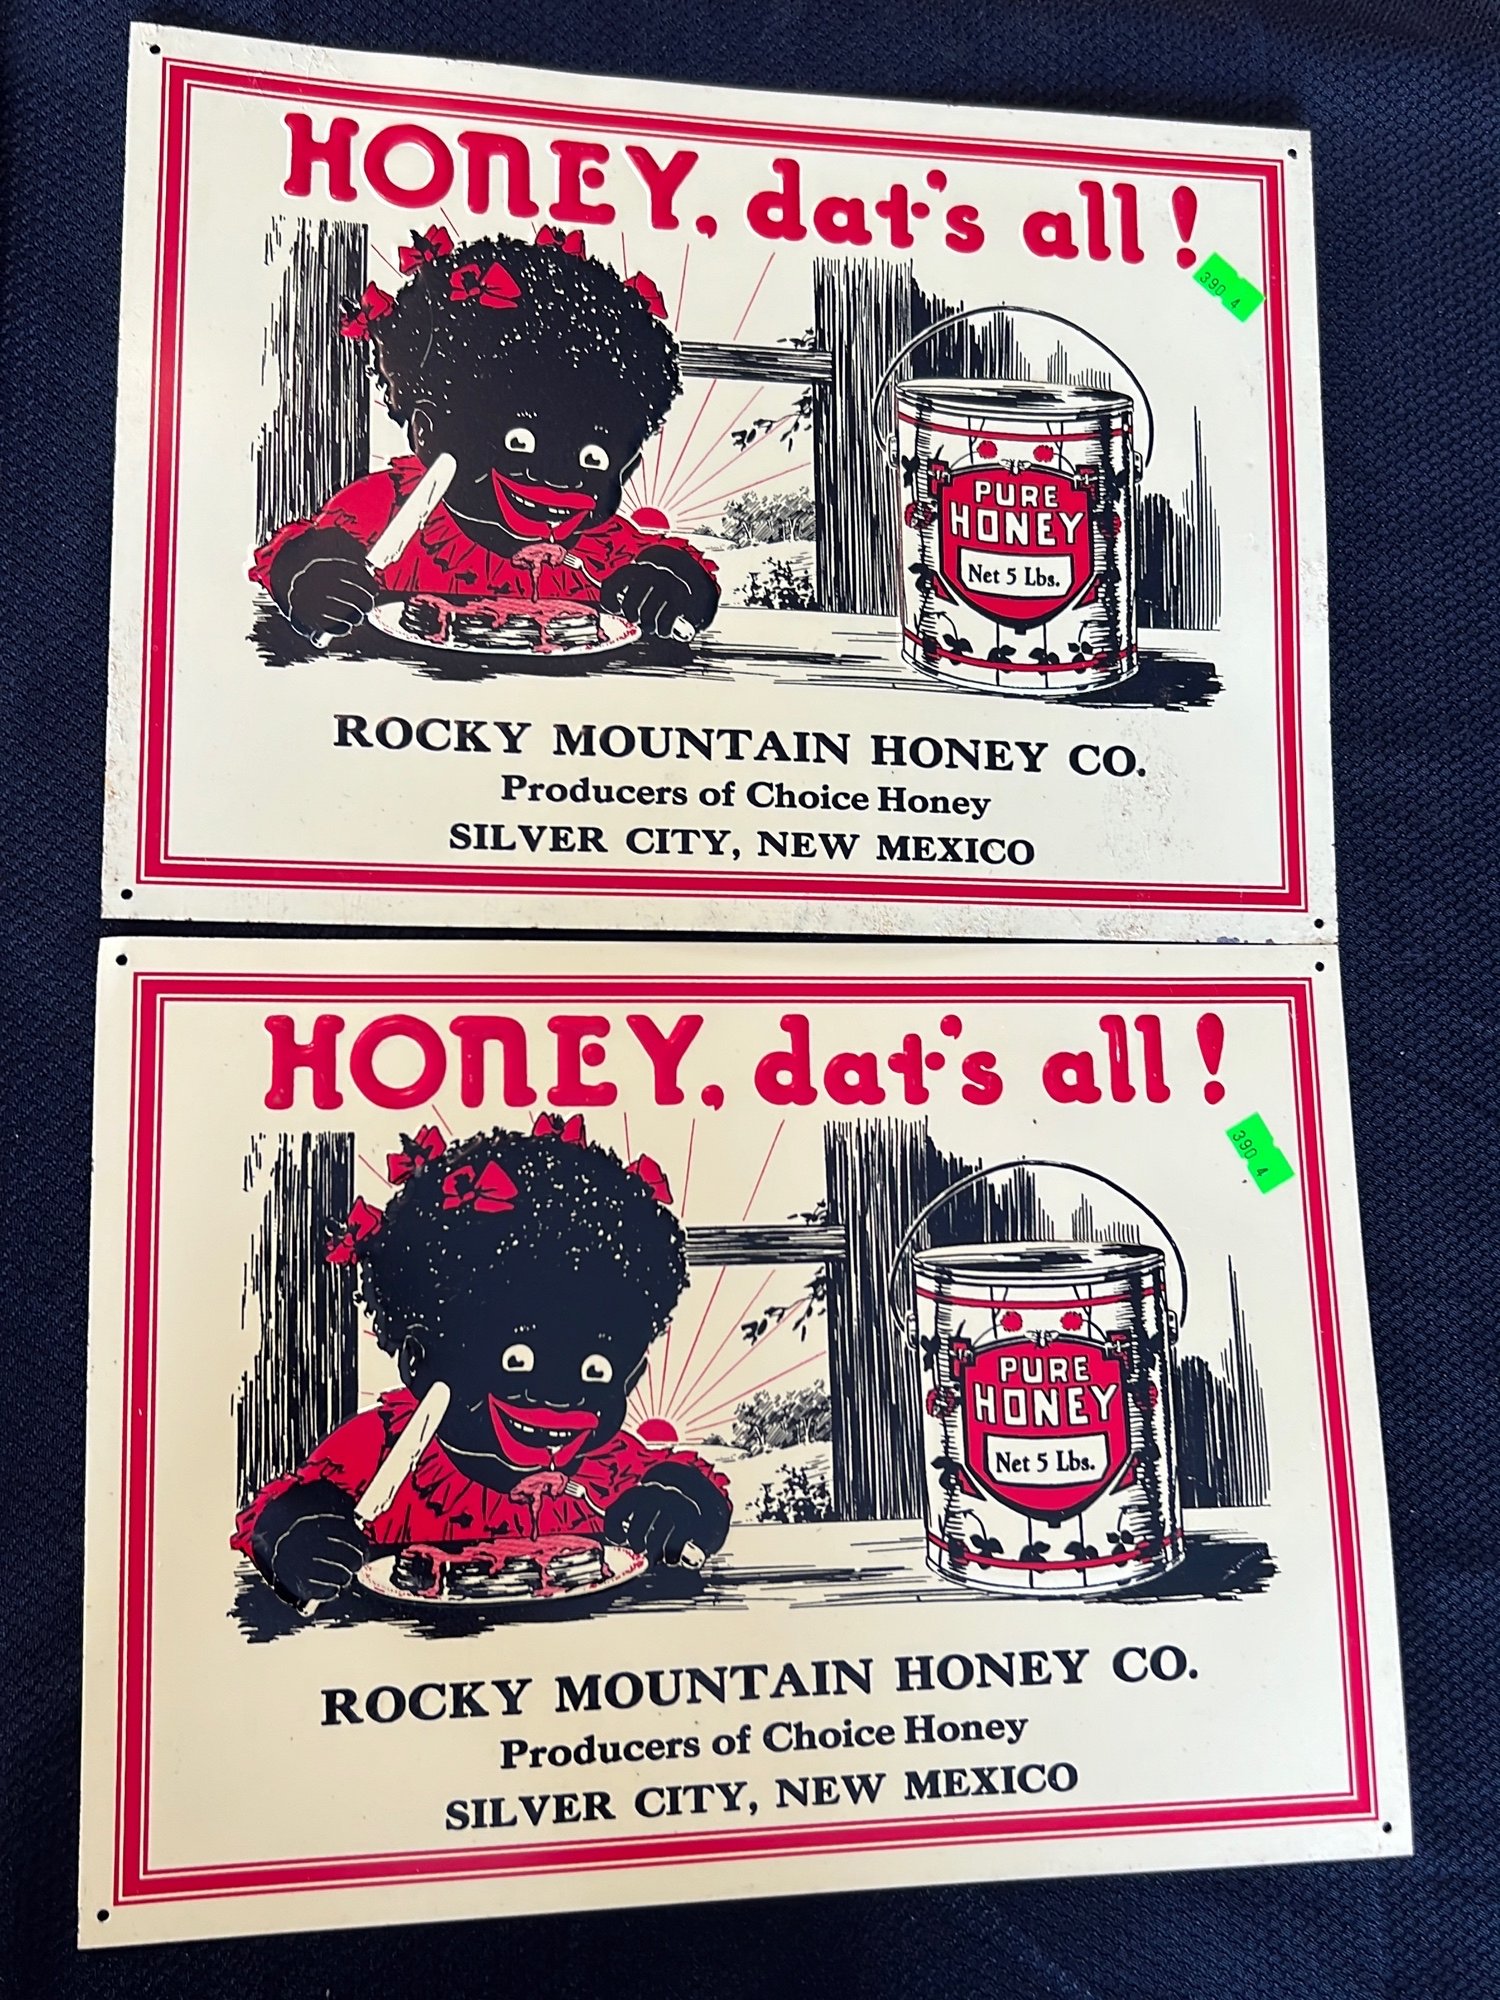 HONEY, dat's all!
390 4
PURE
HONEY
Net 5 Lbs.
ROCKY MOUNTAIN HONEY CO.
Producers of Choice Honey
SILVER CITY, NEW MEXICO
HONEY, dat's all!
390 4
PURE
HONEY
Net 5 Lbs.
ROCKY MOUNTAIN HONEY CO.
Producers of Choice Honey
SILVER CITY, NEW MEXICO